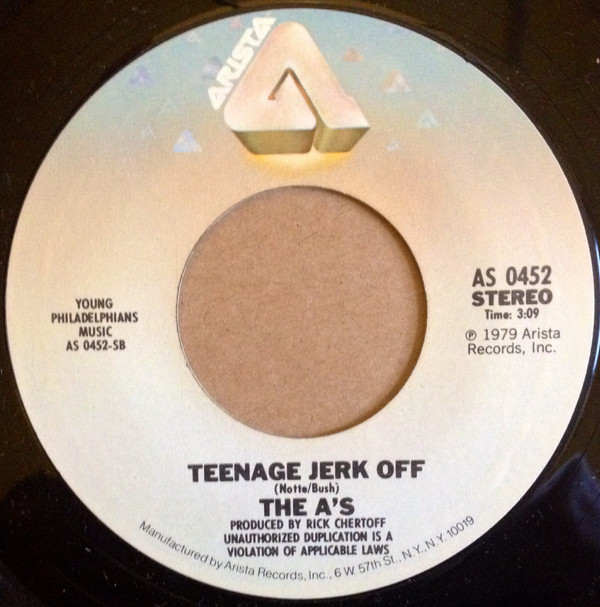 ARISTA
YOUNG
PHILADELPHIANS
MUSIC
AS 0452-SB
AS 0452
STEREO
Time: 3:09
℗ 1979 Arista
Records, Inc.
TEENAGE JERK OFF
(Notte/Bush)
THE A'S
PRODUCED BY RICK CHERTOFF
UNAUTHORIZED DUPLICATION IS A
VIOLATION OF APPLICABLE LAWS
Manufactured by Arista Records, Inc., 6 W. 57th St., N.Y., N.Y. 10019